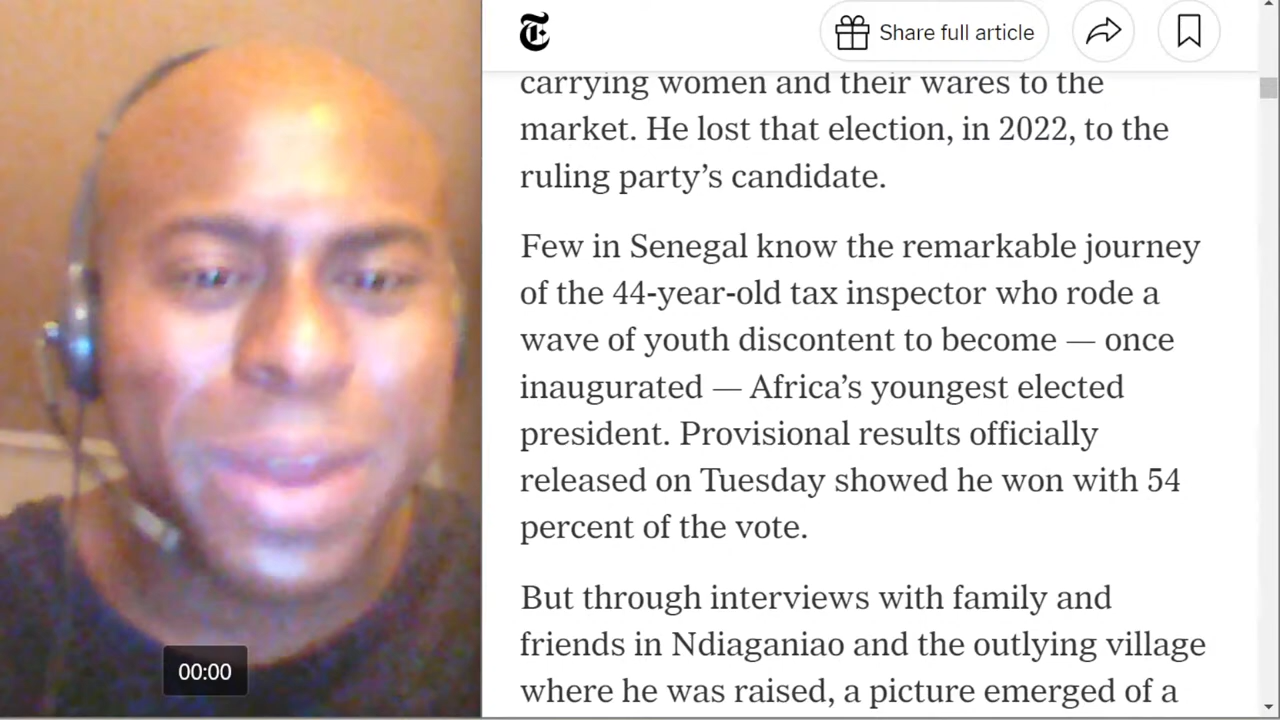 Share full article
carrying women and their wares to the
market. He lost that election, in 2022, to the
ruling party’s candidate.
Few in Senegal know the remarkable journey
of the 44-year-old tax inspector who rode a
wave of youth discontent to become — once
inaugurated — Africa’s youngest elected
president. Provisional results officially
released on Tuesday showed he won with 54
percent of the vote.
But through interviews with family and
friends in Ndiaganiao and the outlying village
where he was raised, a picture emerged of a
00:00